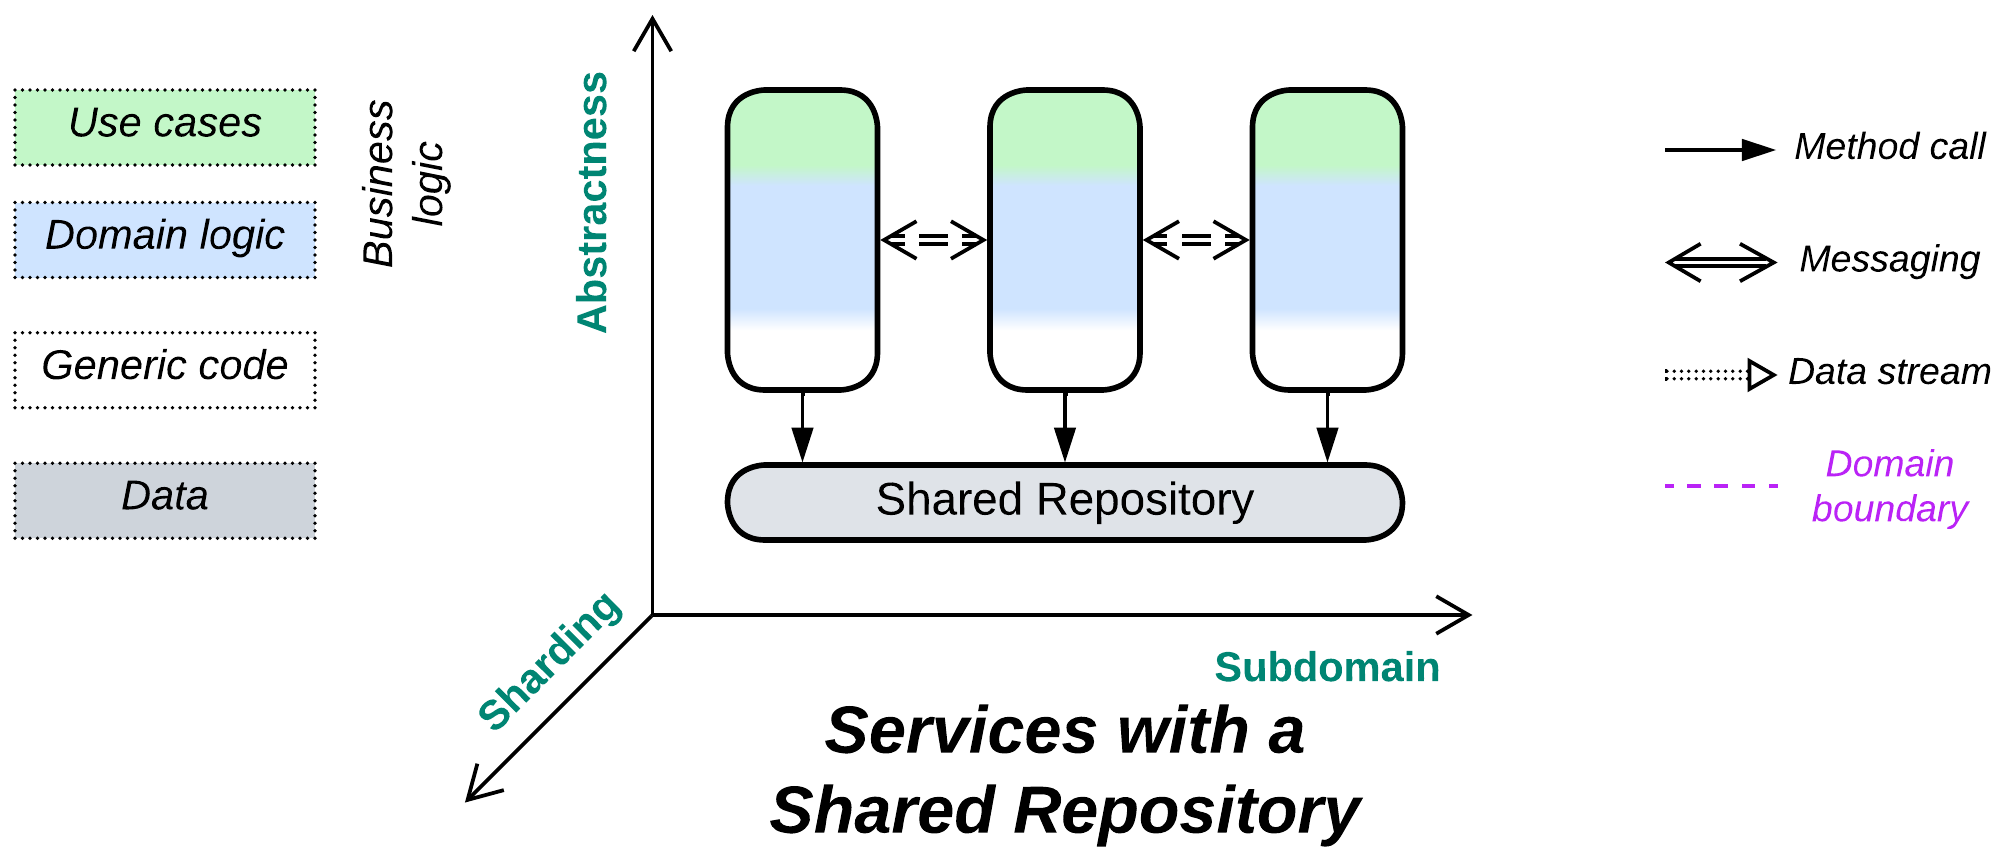 Use cases
Domain logic
Generic code
Data
Business
logic
Abstractness
Sharding
Subdomain
Shared Repository
Services with a
Shared Repository
Method call
Messaging
Data stream
Domain
boundary